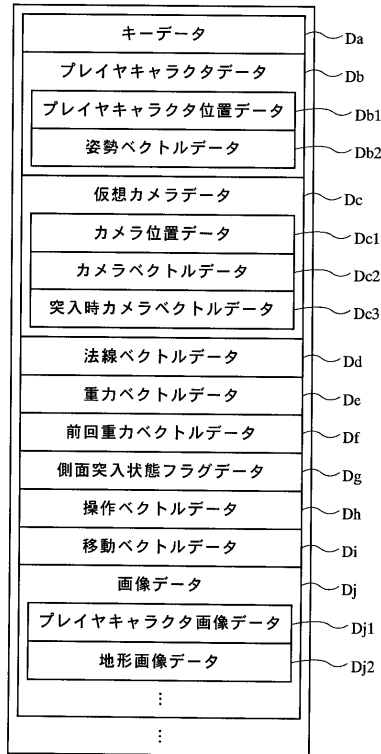 キーデータ Da
プレイヤキャラクタデータ Db
プレイヤキャラクタ位置データ Db1
姿勢ベクトルデータ Db2
仮想カメラデータ Dc
カメラ位置データ Dc1
カメラベクトルデータ Dc2
突入時カメラベクトルデータ Dc3
法線ベクトルデータ Dd
重力ベクトルデータ De
前回重力ベクトルデータ Df
側面突入状態フラグデータ Dg
操作ベクトルデータ Dh
移動ベクトルデータ Di
画像データ Dj
プレイヤキャラクタ画像データ Dj1
地形画像データ Dj2
⋮
⋮